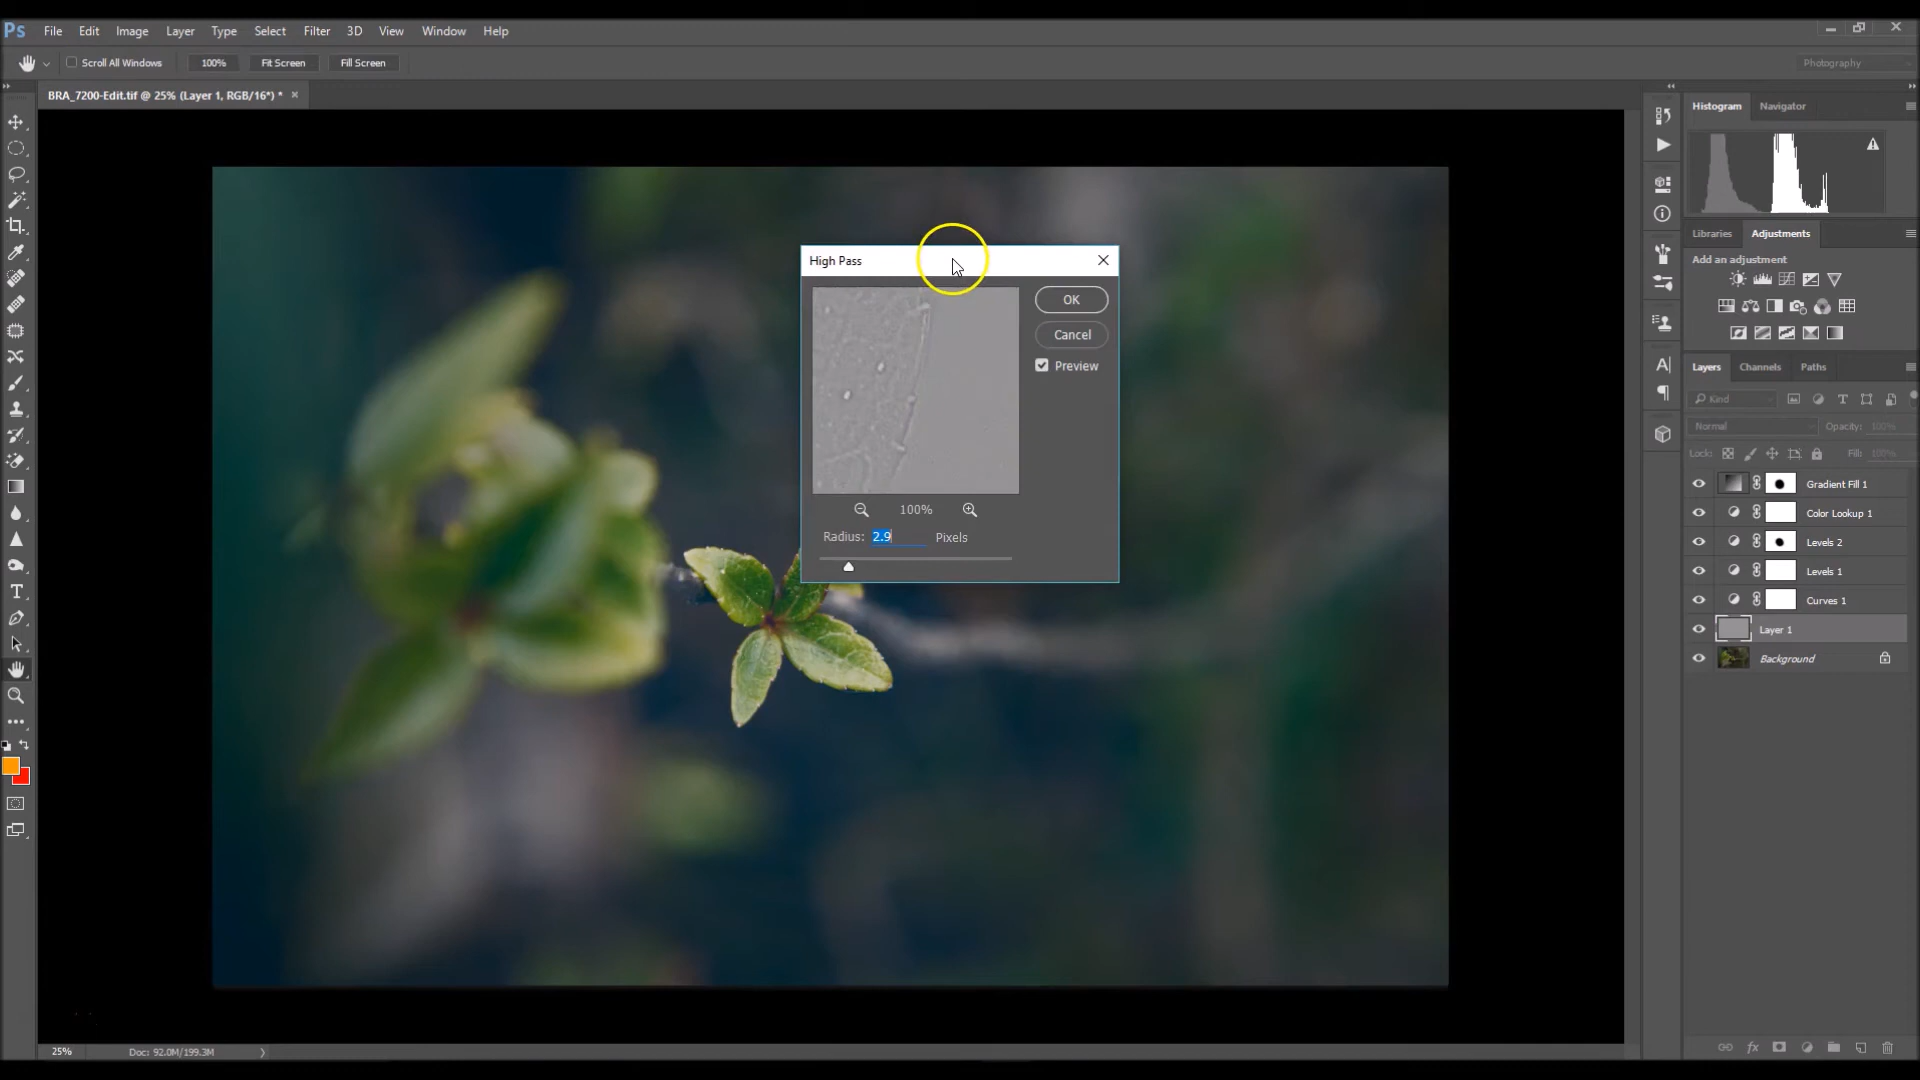 Ps File Edit Image Layer Type Select Filter 3D View Window Help
Scroll All Windows 100% Fit Screen Fill Screen Photography
BRA_7200-Edit.tif @ 25% (Layer 1, RGB/16*) * ×
Histogram Navigator
Libraries Adjustments
Add an adjustment
High Pass
OK
Cancel
Preview
100%
Radius: 2.9 Pixels
Layers Channels Paths
Kind
Normal Opacity: 100%
Lock: Fill: 100%
Gradient Fill 1
Color Lookup 1
Levels 2
Levels 1
Curves 1
Layer 1
Background
25% Doc: 92.0M/199.3M